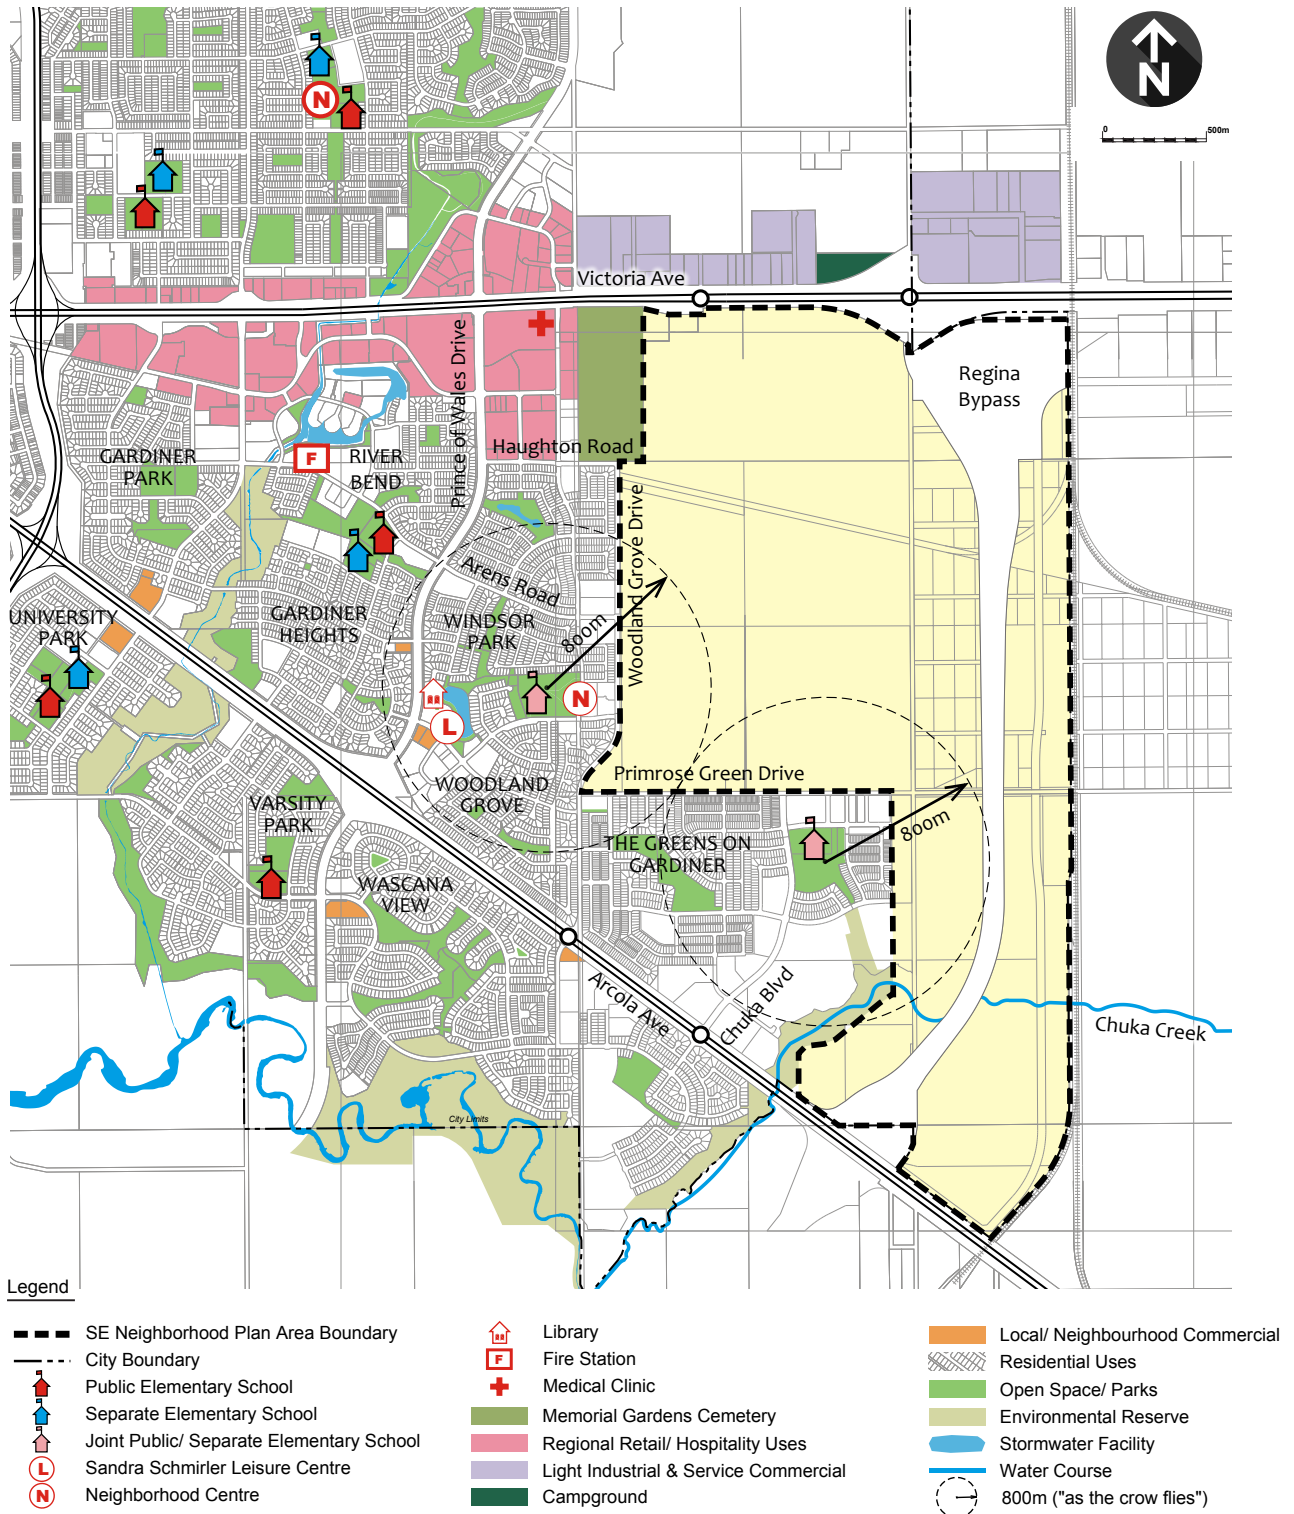 N
0
500m
N
Victoria Ave
Prince of Wales Drive
Regina
Bypass
Haughton Road
GARDINER
PARK
F
RIVER
BEND
Woodland Grove Drive
Arens Road
GARDINER
HEIGHTS
WINDSOR
PARK
800m
UNIVERSITY
PARK
N
L
Primrose Green Drive
WOODLAND
GROVE
VARSITY
PARK
800m
THE GREENS ON
GARDINER
WASCANA
VIEW
Arcola Ave
Chuka Blvd
Chuka Creek
City Limits
Legend
SE Neighborhood Plan Area Boundary
City Boundary
Public Elementary School
Separate Elementary School
Joint Public/ Separate Elementary School
L Sandra Schmirler Leisure Centre
N Neighborhood Centre
Library
F Fire Station
Medical Clinic
Memorial Gardens Cemetery
Regional Retail/ Hospitality Uses
Light Industrial & Service Commercial
Campground
Local/ Neighbourhood Commercial
Residential Uses
Open Space/ Parks
Environmental Reserve
Stormwater Facility
Water Course
800m ("as the crow flies")